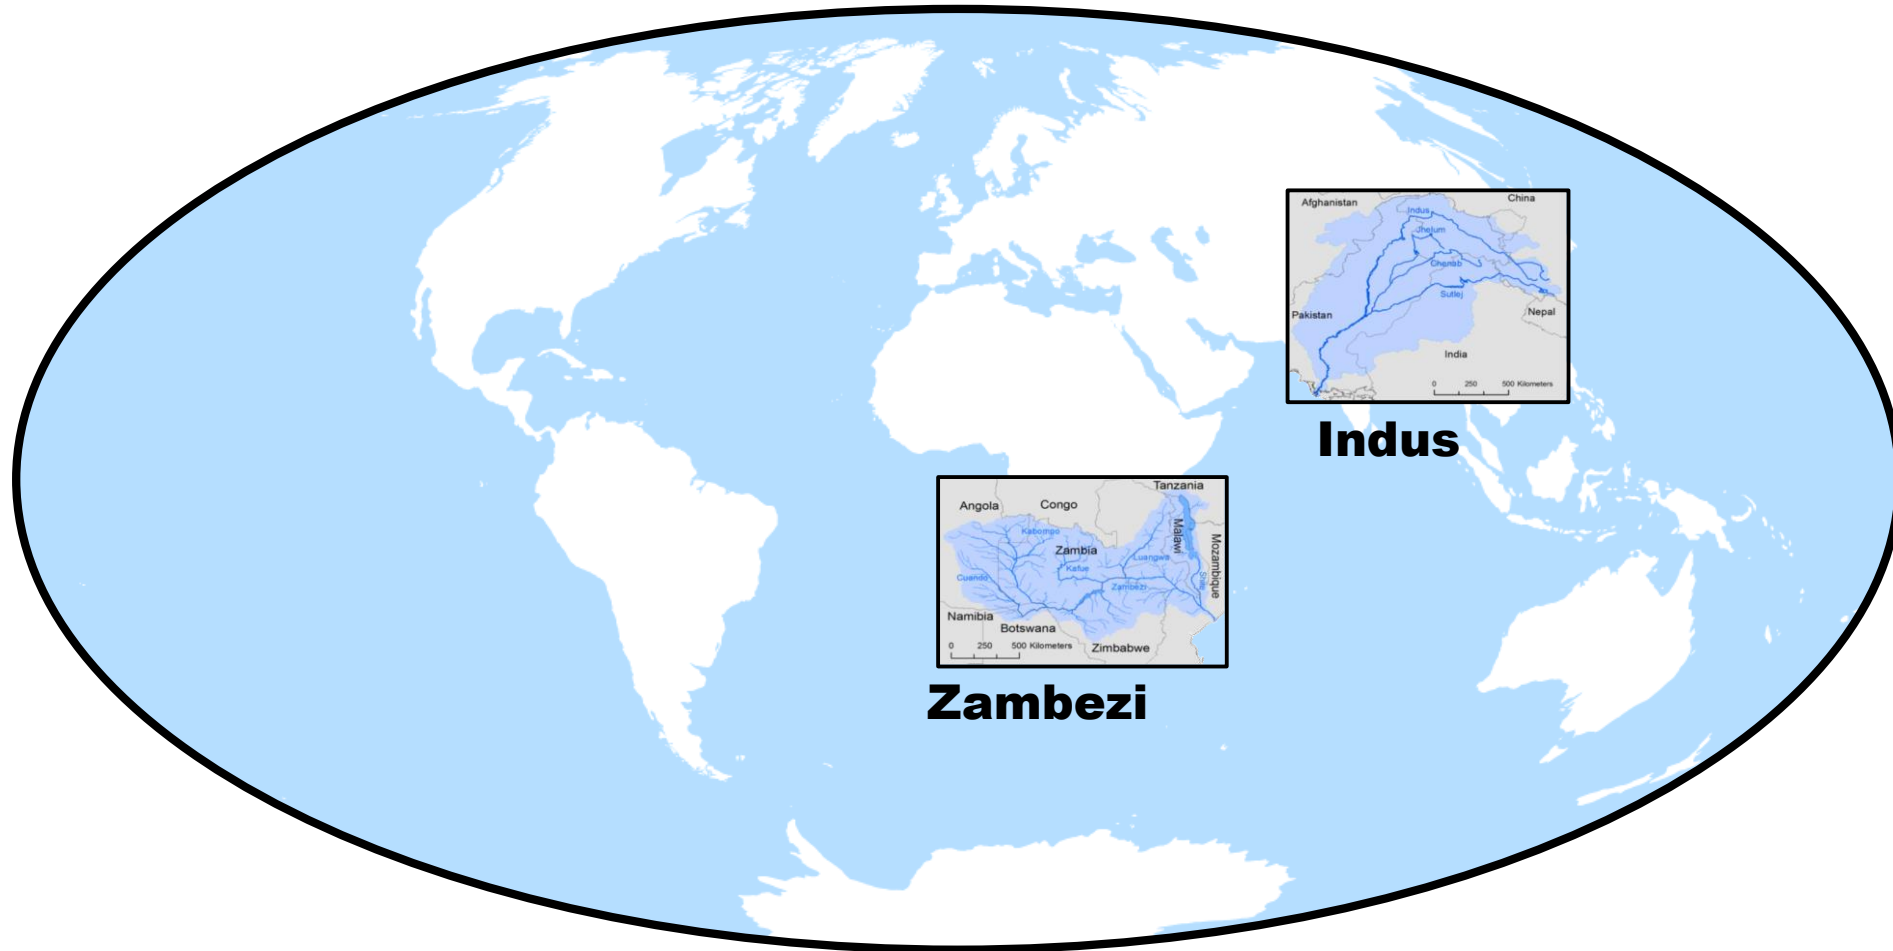 Afghanistan
China
Indus
Jhelum
Chenab
Sutlej
Pakistan
Nepal
India
0 250 500 Kilometers
Indus
Tanzania
Angola
Congo
Kabompo
Malawi
Mozambique
Zambia
Luangwa
Kafue
Cuando
Zambezi
Shire
Namibia
Botswana
Zimbabwe
0 250 500 Kilometers
Zambezi